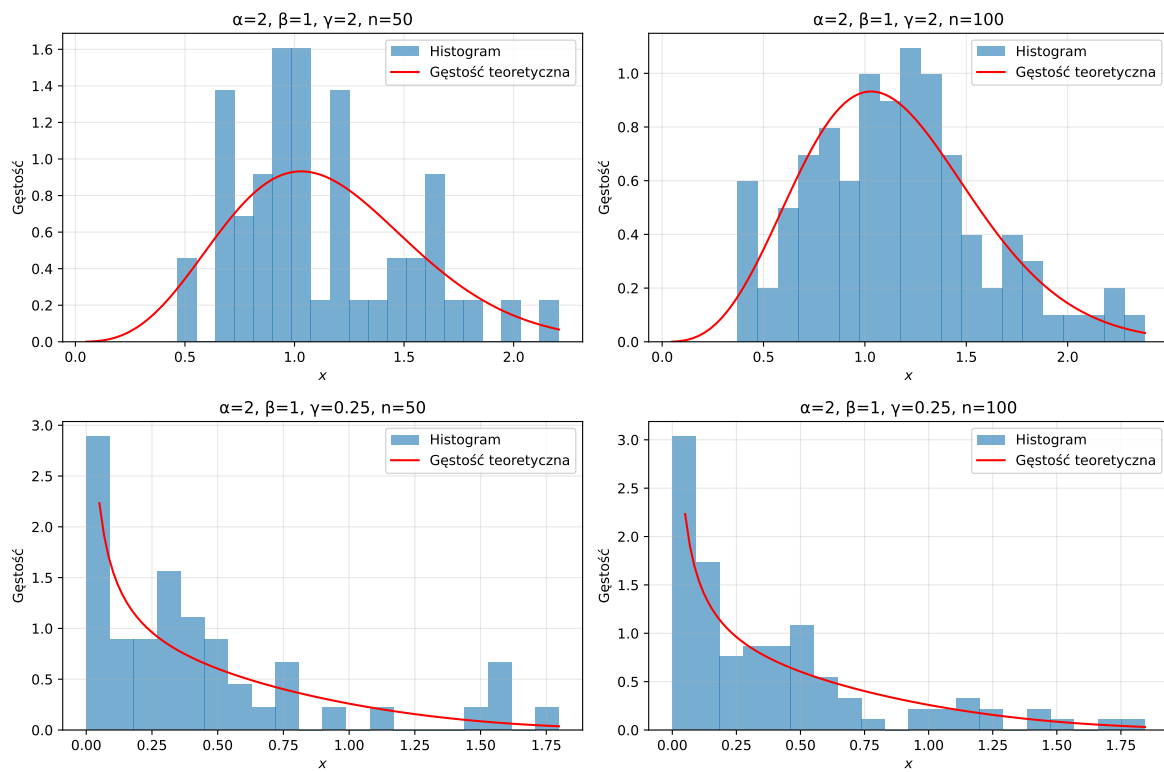 α=2, β=1, γ=2, n=50
Gęstość
1.6
1.4
1.2
1.0
0.8
0.6
0.4
0.2
0.0
Histogram
Gęstość teoretyczna
0.0 0.5 1.0 1.5 2.0
x
α=2, β=1, γ=2, n=100
Gęstość
1.0
0.8
0.6
0.4
0.2
0.0
Histogram
Gęstość teoretyczna
0.0 0.5 1.0 1.5 2.0
x
α=2, β=1, γ=0.25, n=50
Gęstość
3.0
2.5
2.0
1.5
1.0
0.5
0.0
Histogram
Gęstość teoretyczna
0.00 0.25 0.50 0.75 1.00 1.25 1.50 1.75
x
α=2, β=1, γ=0.25, n=100
Gęstość
3.0
2.5
2.0
1.5
1.0
0.5
0.0
Histogram
Gęstość teoretyczna
0.00 0.25 0.50 0.75 1.00 1.25 1.50 1.75
x